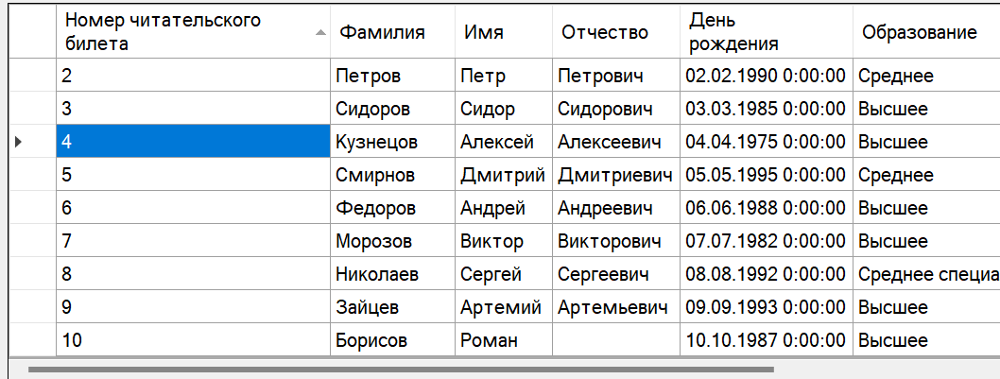 Номер читательского билета Фамилия Имя Отчество День рождения Образование
2 Петров Петр Петрович 02.02.1990 0:00:00 Среднее
3 Сидоров Сидор Сидорович 03.03.1985 0:00:00 Высшее
4 Кузнецов Алексей Алексеевич 04.04.1975 0:00:00 Высшее
5 Смирнов Дмитрий Дмитриевич 05.05.1995 0:00:00 Среднее
6 Федоров Андрей Андреевич 06.06.1988 0:00:00 Высшее
7 Морозов Виктор Викторович 07.07.1982 0:00:00 Высшее
8 Николаев Сергей Сергеевич 08.08.1992 0:00:00 Среднее специа
9 Зайцев Артемий Артемьевич 09.09.1993 0:00:00 Высшее
10 Борисов Роман 10.10.1987 0:00:00 Высшее